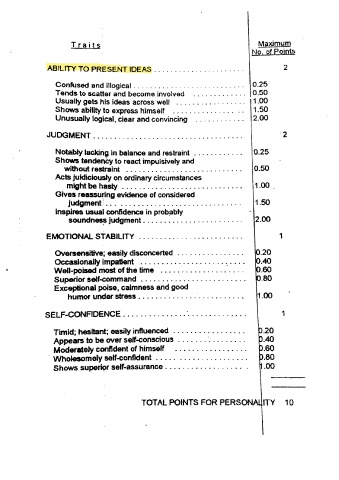 Traits Maximum
No. of Points
ABILITY TO PRESENT IDEAS ..................... 2
Confused and illogical .................... 0.25
Tends to scatter and become involved ............. 0.50
Usually gets his ideas across well .................. 1.00
Shows ability to express himself .................. 1.50
Unusually logical, clear and convincing ............ 2.00
JUDGMENT ..................................... 2
Notably lacking in balance and restraint ............ 0.25
Shows tendency to react impulsively and
without restraint ........................ 0.50
Acts juidiciously on ordinary circumstances
might be hasty .......................... 1.00
Gives reassuring evidence of considered
judgment ............................... 1.50
Inspires usual confidence in probably
soundness judgment ..................... 2.00
EMOTIONAL STABILITY ......................... 1
Oversensitive; easily disconcerted ................ 0.20
Occasionally impatient ......................... 0.40
Well-poised most of the time ................... 0.60
Superior self-command ........................ 0.80
Exceptional poise, calmness and good
humor under stress ......................... 1.00
SELF-CONFIDENCE ............................. 1
Timid; hesitant; easily influenced ................. 0.20
Appears to be over self-conscious ................ 0.40
Moderately confident of himself ................. 0.60
Wholesomely self-confident ..................... 0.80
Shows superior self-assurance ................... 1.00
TOTAL POINTS FOR PERSONALITY 10